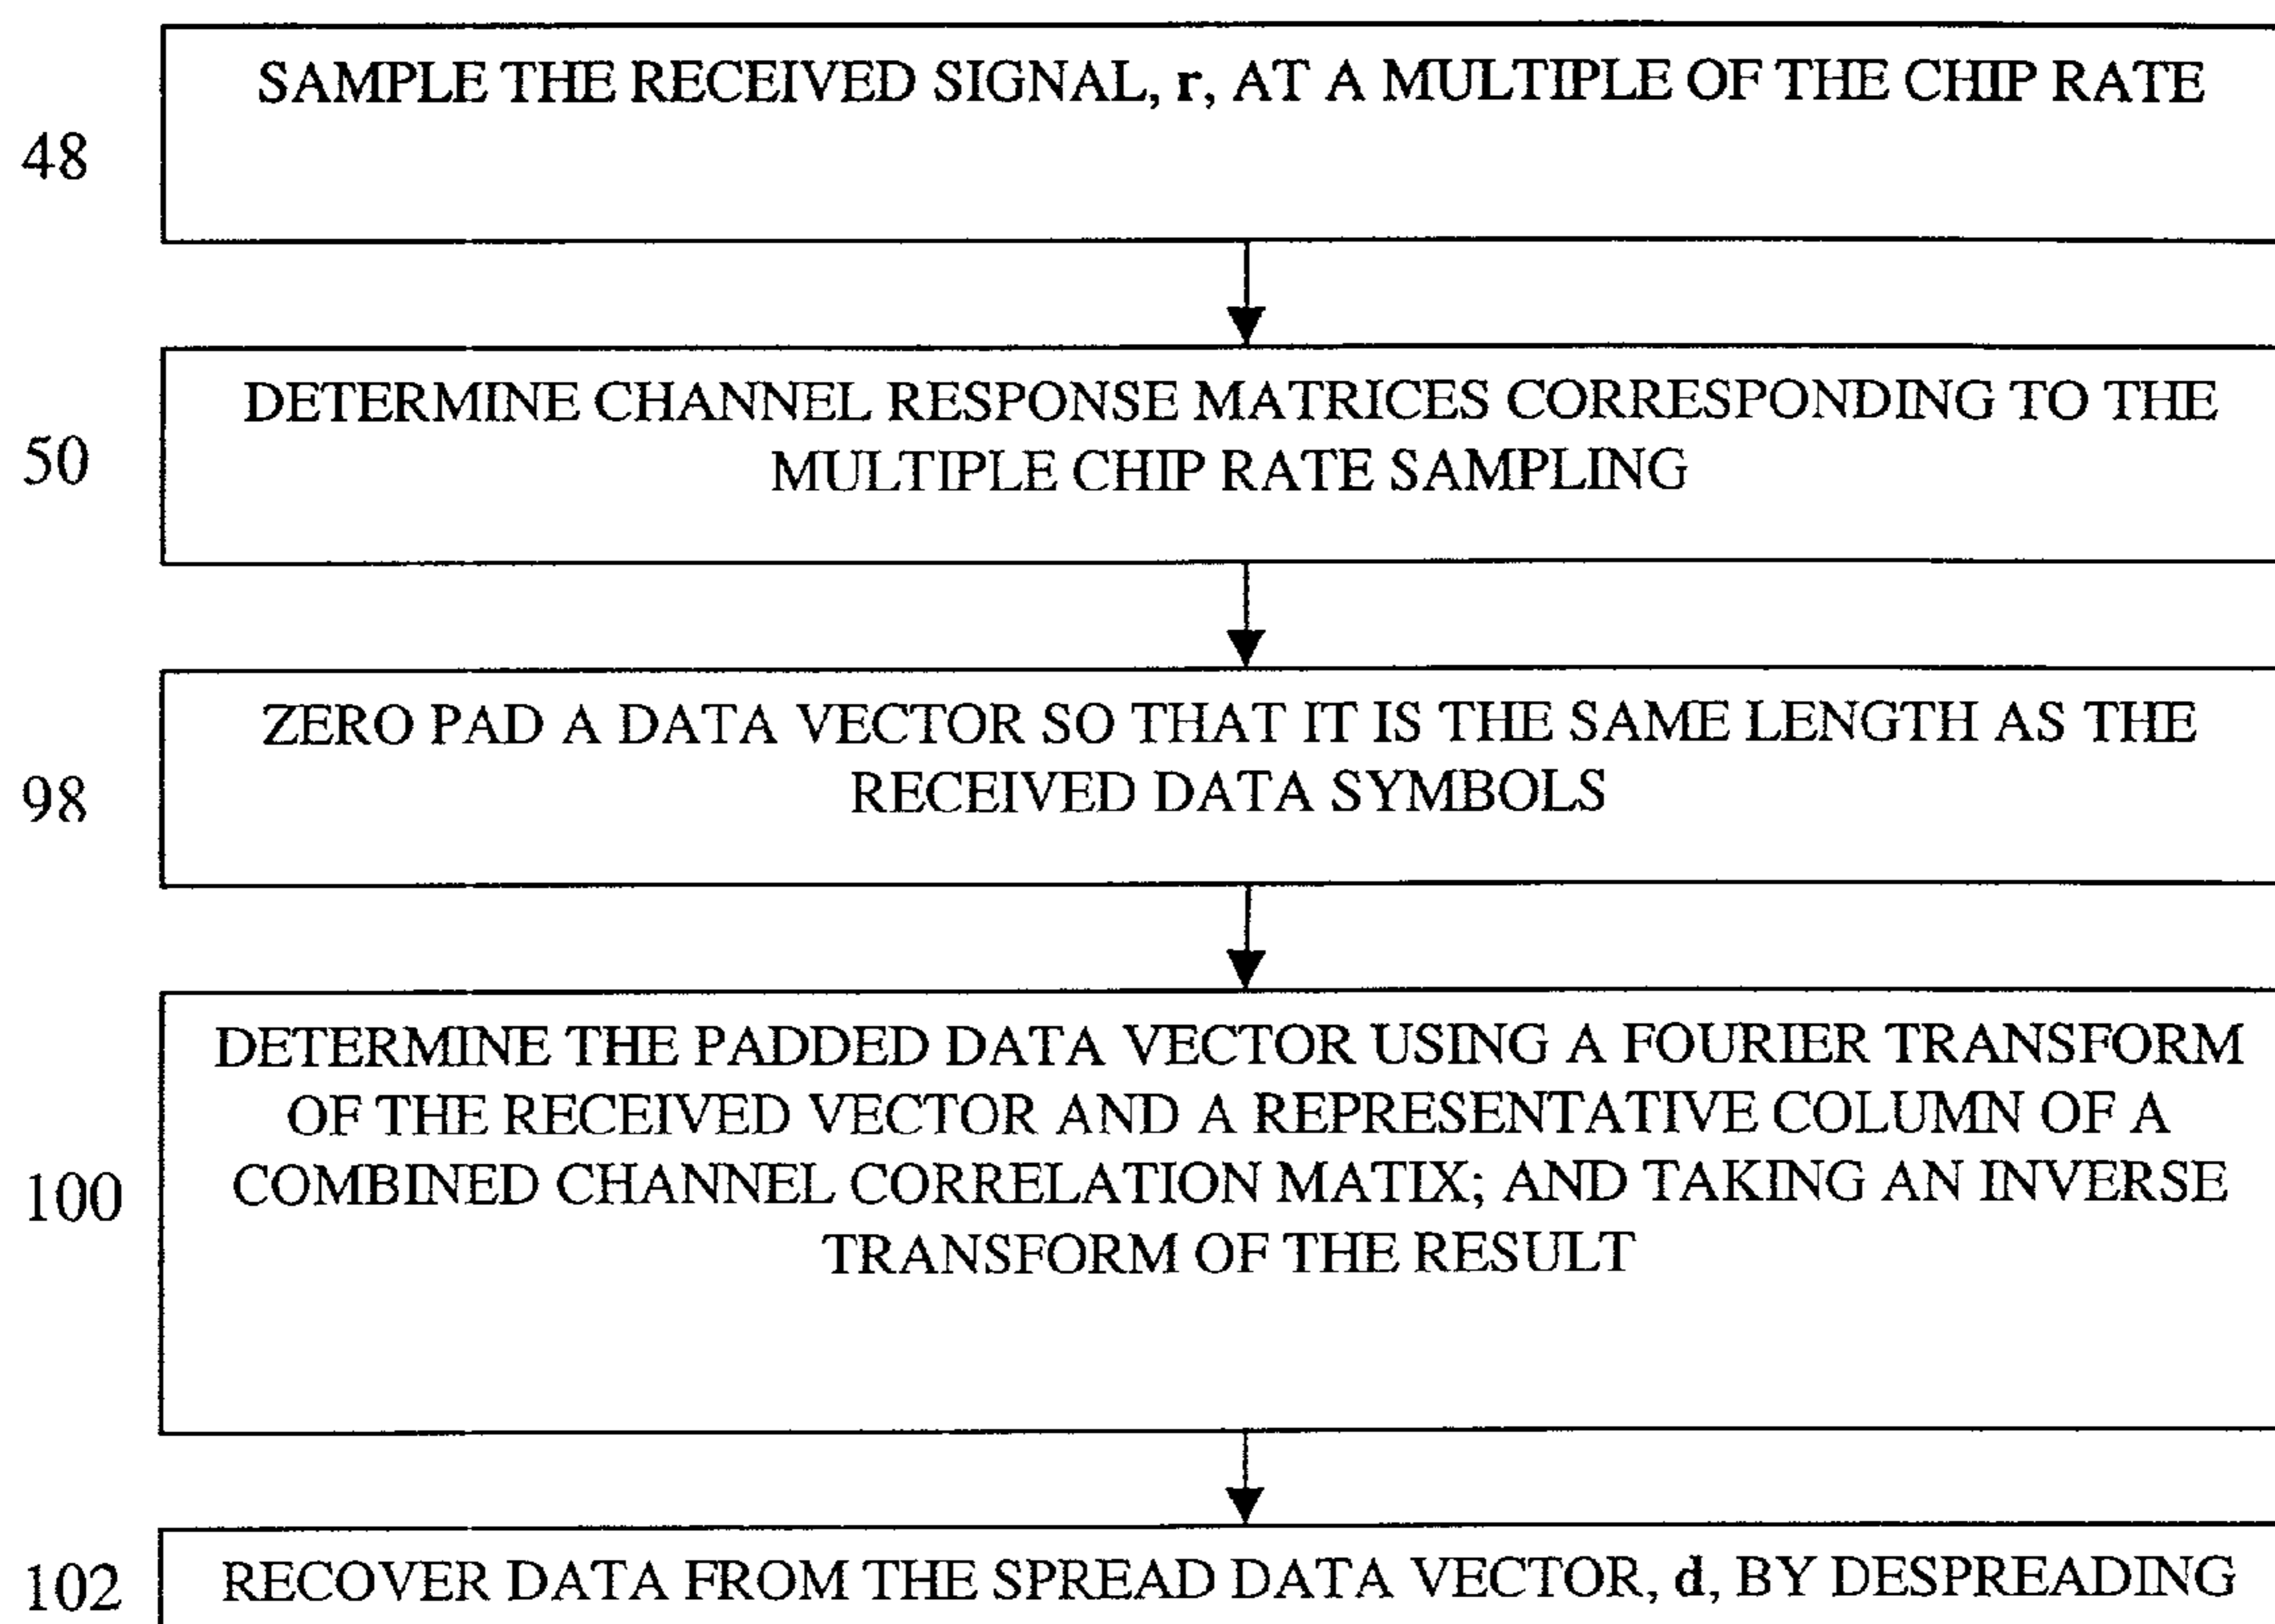 SAMPLE THE RECEIVED SIGNAL, r, AT A MULTIPLE OF THE CHIP RATE
48
DETERMINE CHANNEL RESPONSE MATRICES CORRESPONDING TO THE
MULTIPLE CHIP RATE SAMPLING
50
ZERO PAD A DATA VECTOR SO THAT IT IS THE SAME LENGTH AS THE
RECEIVED DATA SYMBOLS
98
DETERMINE THE PADDED DATA VECTOR USING A FOURIER TRANSFORM
OF THE RECEIVED VECTOR AND A REPRESENTATIVE COLUMN OF A
COMBINED CHANNEL CORRELATION MATIX; AND TAKING AN INVERSE
TRANSFORM OF THE RESULT
100
102
RECOVER DATA FROM THE SPREAD DATA VECTOR, d, BY DESPREADING